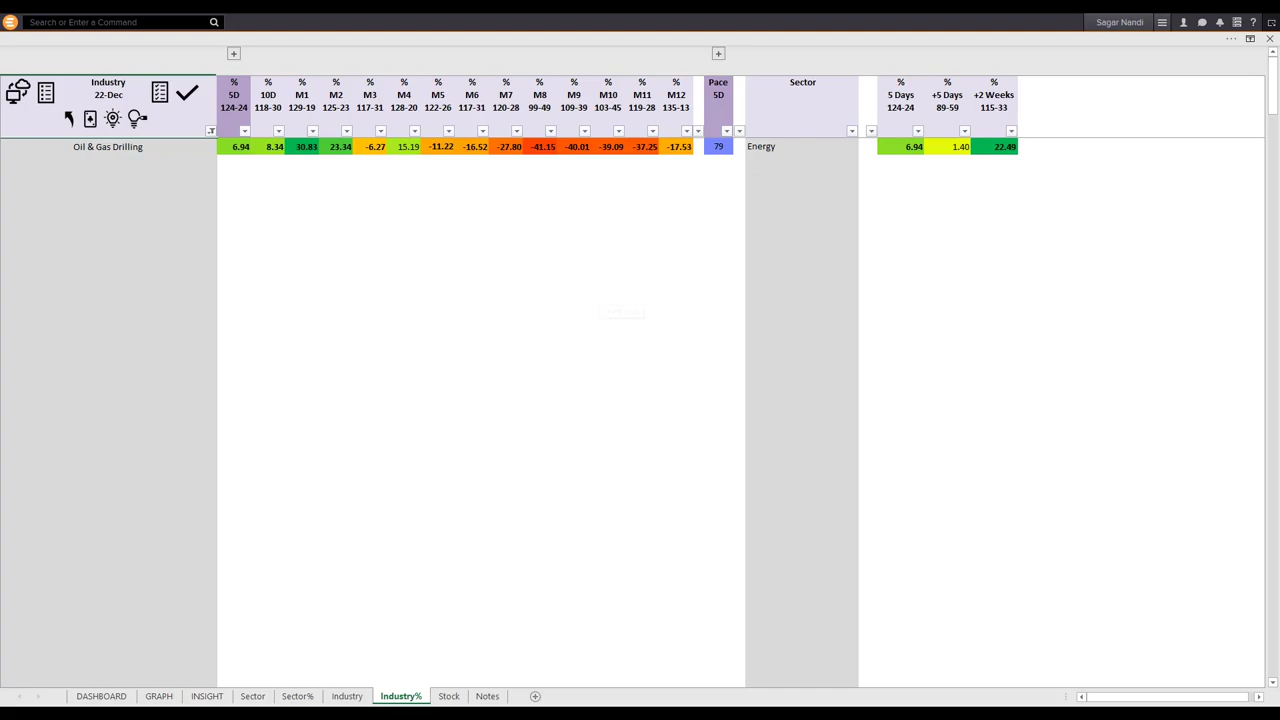 Search or Enter a Command
Sagar Nandi
Industry
22-Dec
% % % % % % % % % % % % % % Pace Sector % % %
5D 10D M1 M2 M3 M4 M5 M6 M7 M8 M9 M10 M11 M12 5D 5 Days +5 Days +2 Weeks
124-24 118-30 129-19 125-23 117-31 128-20 122-26 117-31 120-28 99-49 109-39 103-45 119-28 135-13 124-24 89-59 115-33
Oil & Gas Drilling 6.94 8.34 30.83 23.34 -6.27 15.19 -11.22 -16.52 -27.80 -41.15 -40.01 -39.09 -37.25 -17.53 79 Energy 6.94 1.40 22.49
DASHBOARD GRAPH INSIGHT Sector Sector% Industry Industry% Stock Notes